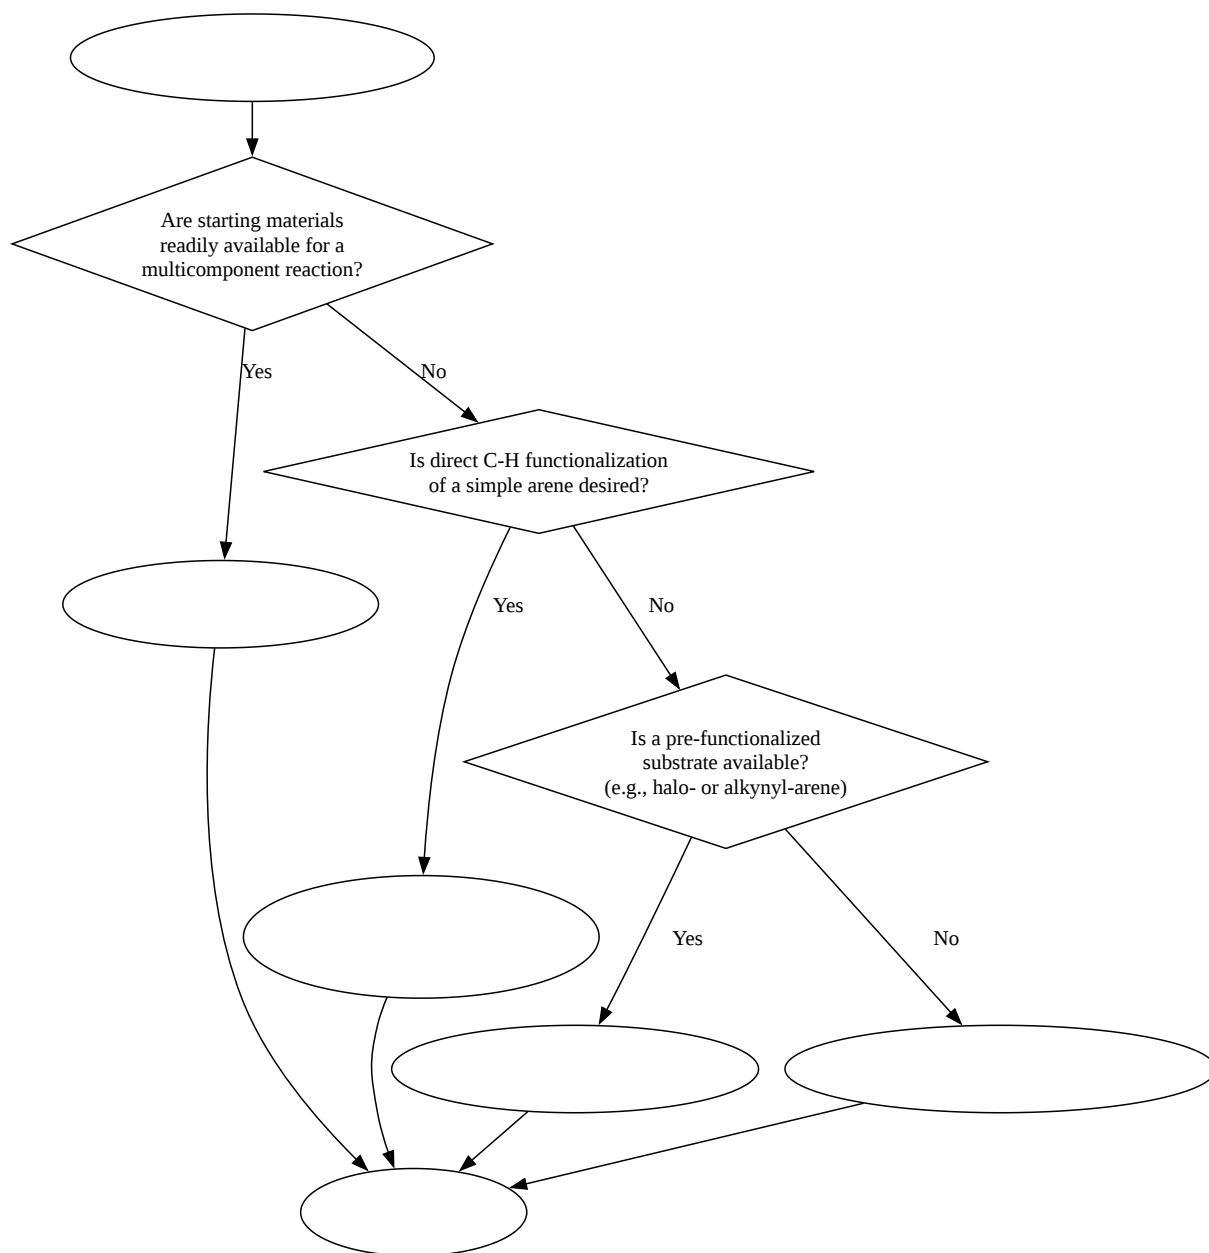 Are starting materials
readily available for a
multicomponent reaction?
Yes
No
Is direct C-H functionalization
of a simple arene desired?
Yes
No
Is a pre-functionalized
substrate available?
(e.g., halo- or alkynyl-arene)
Yes
No